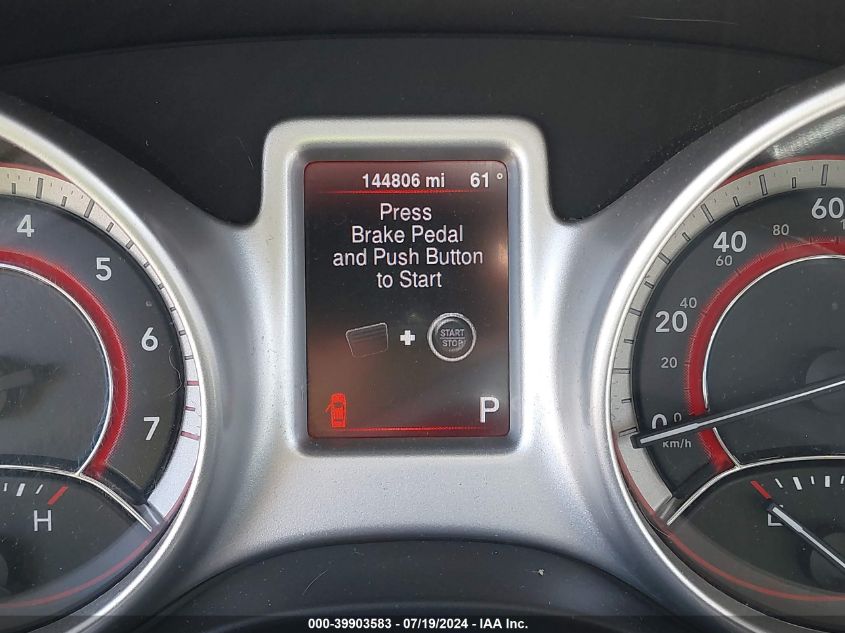 144806 mi 61°
Press
Brake Pedal
and Push Button
to Start
START
STOP
P
4
5
6
7
H
60
40
80
60
20
40
20
0
0
km/h
E
000-39903583 - 07/19/2024 - IAA Inc.